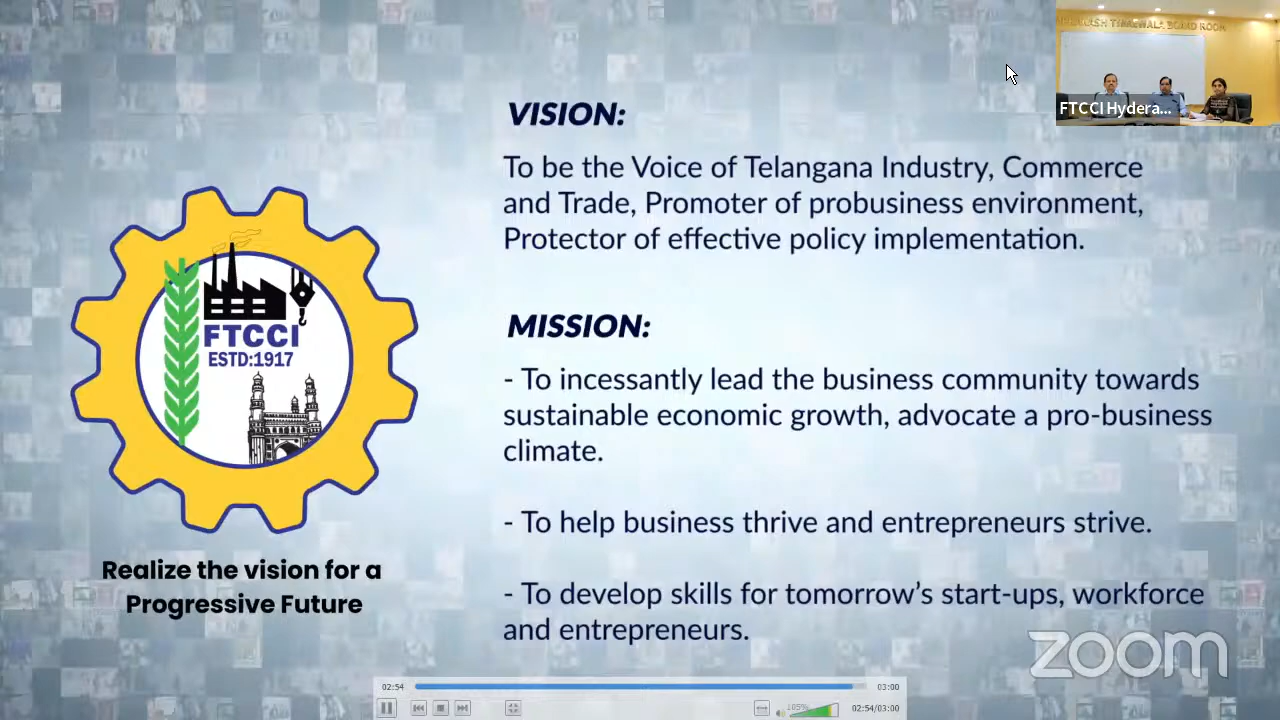 VISION:
To be the Voice of Telangana Industry, Commerce
and Trade, Promoter of probusiness environment,
Protector of effective policy implementation.
MISSION:
- To incessantly lead the business community towards
sustainable economic growth, advocate a pro-business
climate.
- To help business thrive and entrepreneurs strive.
- To develop skills for tomorrow's start-ups, workforce
and entrepreneurs.
FTCCI
ESTD:1917
Realize the vision for a
Progressive Future
BOARD ROOM
FTCCI Hydera...
zoom
02:54
03:00
105%
02:54/03:00